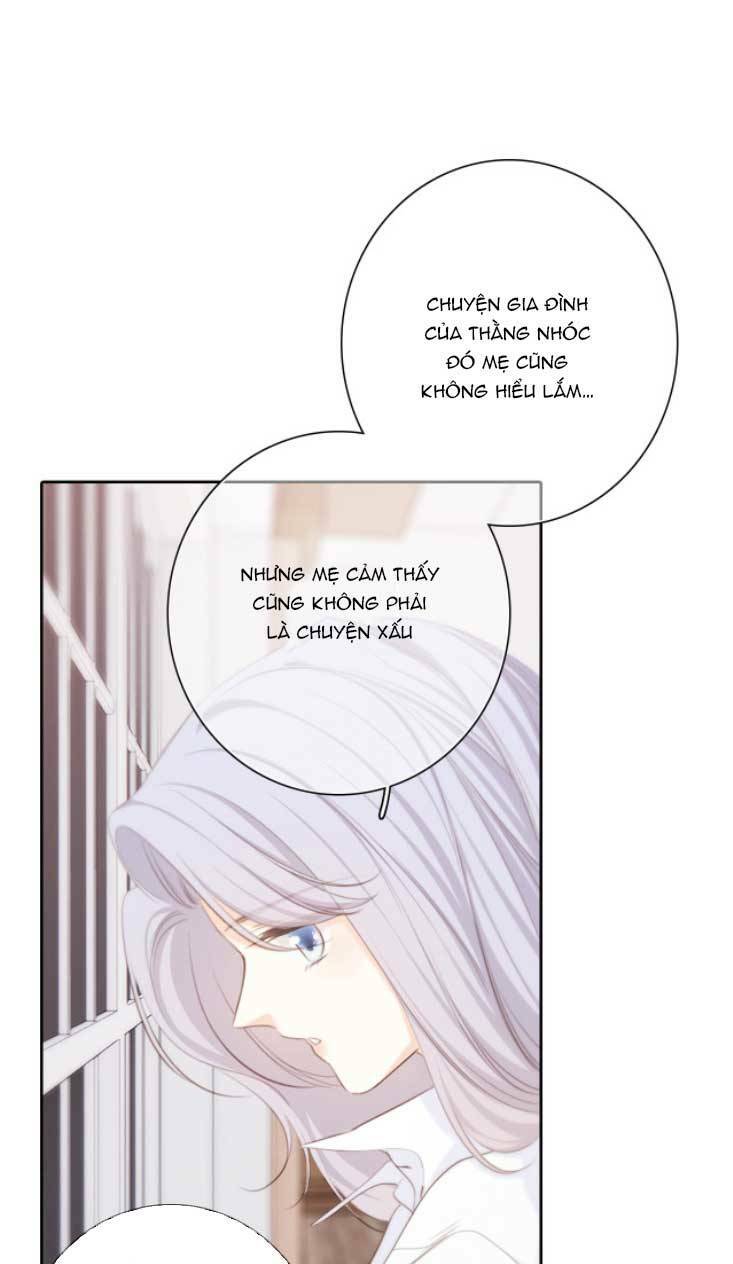 CHUYỆN GIA ĐÌNH
CỦA THẰNG NHÓC
ĐÓ MẸ CŨNG
KHÔNG HIỂU LẮM...
NHƯNG MẸ CẢM THẤY
CŨNG KHÔNG PHẢI
LÀ CHUYỆN XẤU